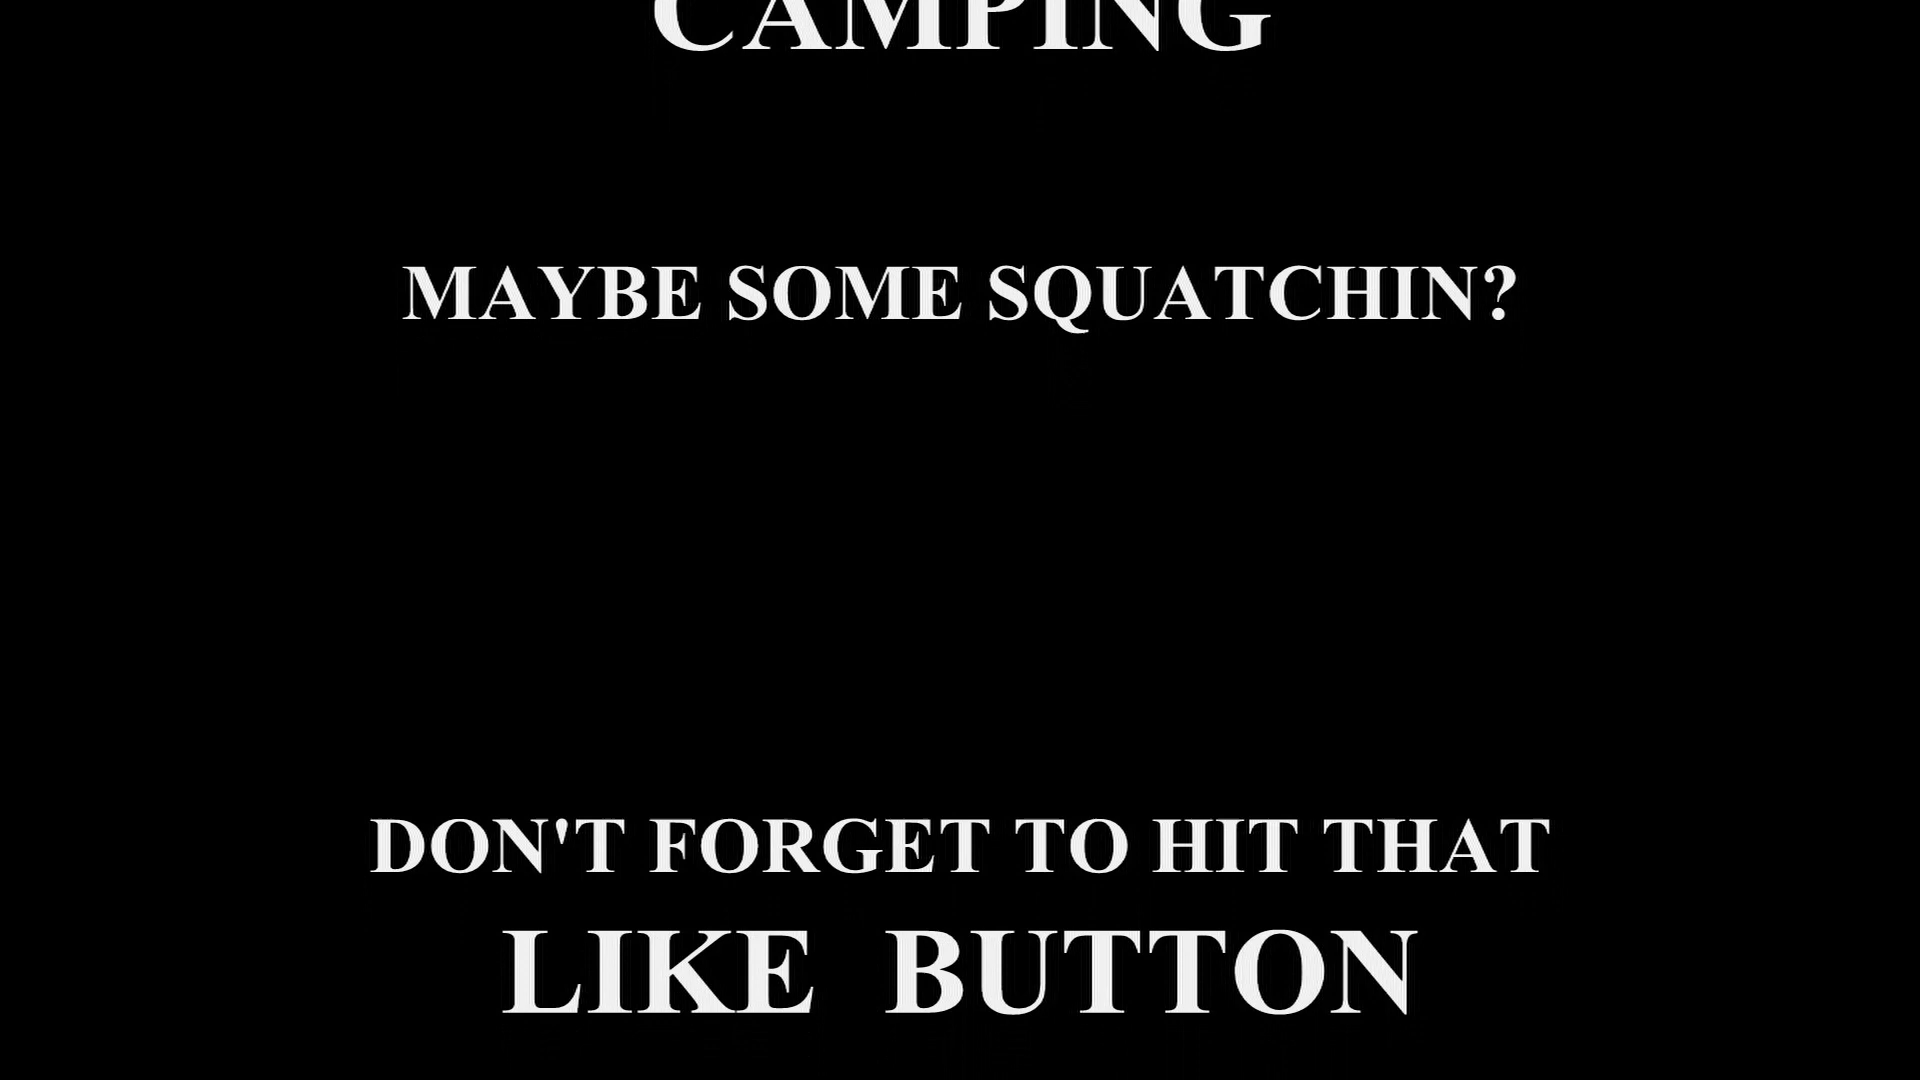 CAMPING
MAYBE SOME SQUATCHIN?
DON'T FORGET TO HIT THAT
LIKE BUTTON